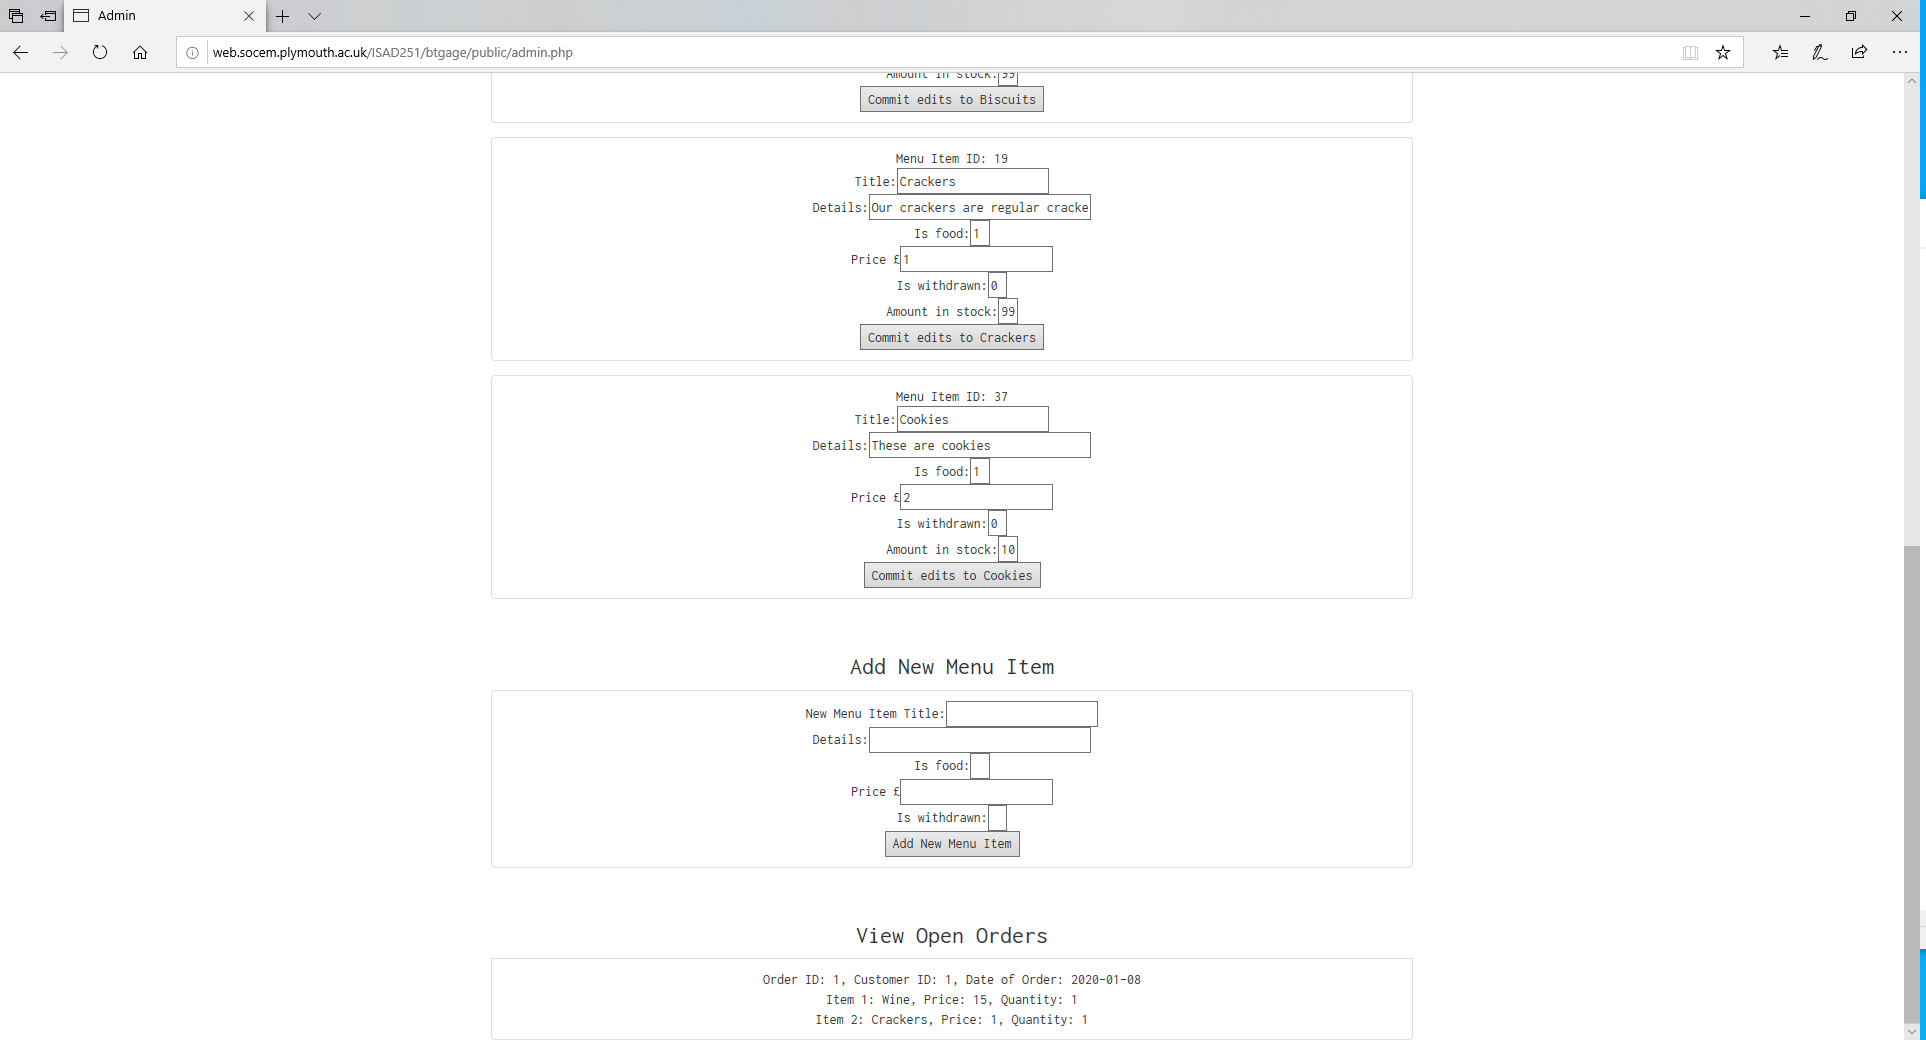 Admin
web.socem.plymouth.ac.uk/ISAD251/btgage/public/admin.php
Amount in stock: 99
Commit edits to Biscuits
Menu Item ID: 19
Title: Crackers
Details: Our crackers are regular cracke
Is food: 1
Price £ 1
Is withdrawn: 0
Amount in stock: 99
Commit edits to Crackers
Menu Item ID: 37
Title: Cookies
Details: These are cookies
Is food: 1
Price £ 2
Is withdrawn: 0
Amount in stock: 10
Commit edits to Cookies
Add New Menu Item
New Menu Item Title:
Details:
Is food:
Price £
Is withdrawn:
Add New Menu Item
View Open Orders
Order ID: 1, Customer ID: 1, Date of Order: 2020-01-08
Item 1: Wine, Price: 15, Quantity: 1
Item 2: Crackers, Price: 1, Quantity: 1